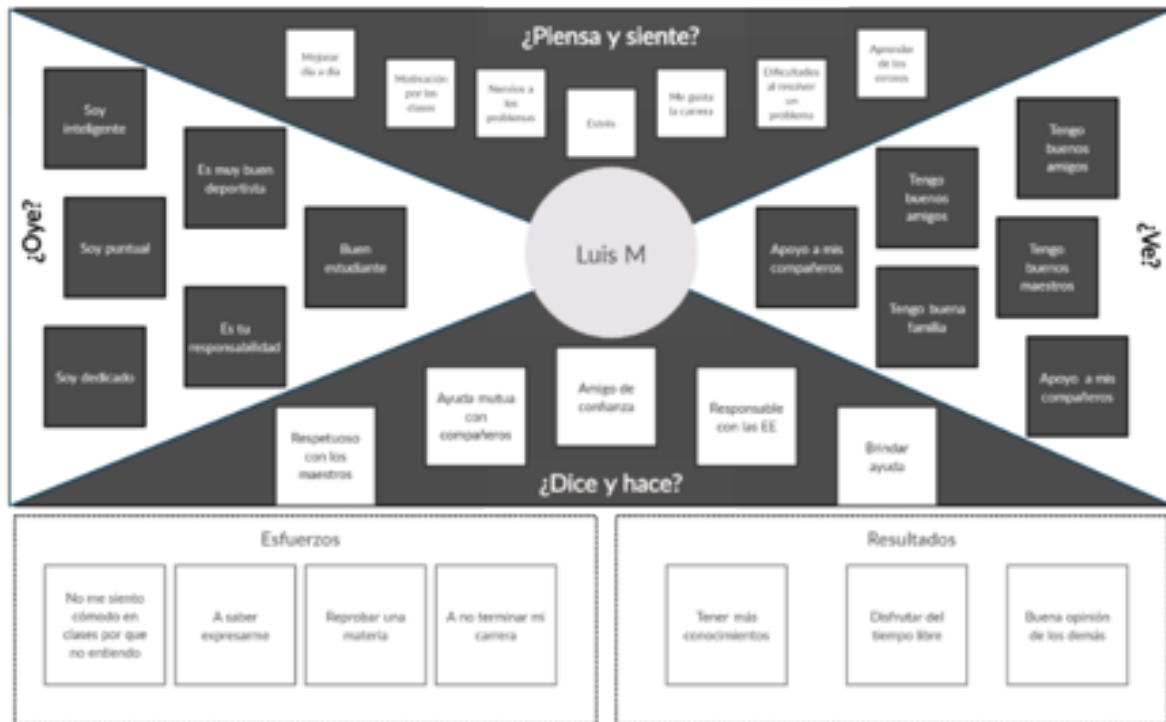 ¿Piensa y siente?
Mejorar
día a día
Motivación
por las
clases
Nervios a
los
problemas
Estrés
Me gusta
la carrera
Dificultades
al resolver
un
problema
Aprender
de los
errores
¿Oye?
Soy
inteligente
Es muy buen
deportista
Soy puntual
Buen
estudiante
Es tu
responsabilidad
Soy dedicado
Luis M
¿Ve?
Tengo
buenos
amigos
Tengo
buenos
amigos
Apoyo a mis
compañeros
Tengo
buenos
maestros
Tengo buena
familia
Apoyo a mis
compañeros
Respetuoso
con los
maestros
Ayuda mutua
con
compañeros
Amigo de
confianza
Responsable
con las EE
Brindar
ayuda
¿Dice y hace?
Esfuerzos
No me siento
cómodo en
clases por que
no entiendo
A saber
expresarme
Reprobar una
materia
A no terminar mi
carrera
Resultados
Tener más
conocimientos
Disfrutar del
tiempo libre
Buena opinión
de los demás